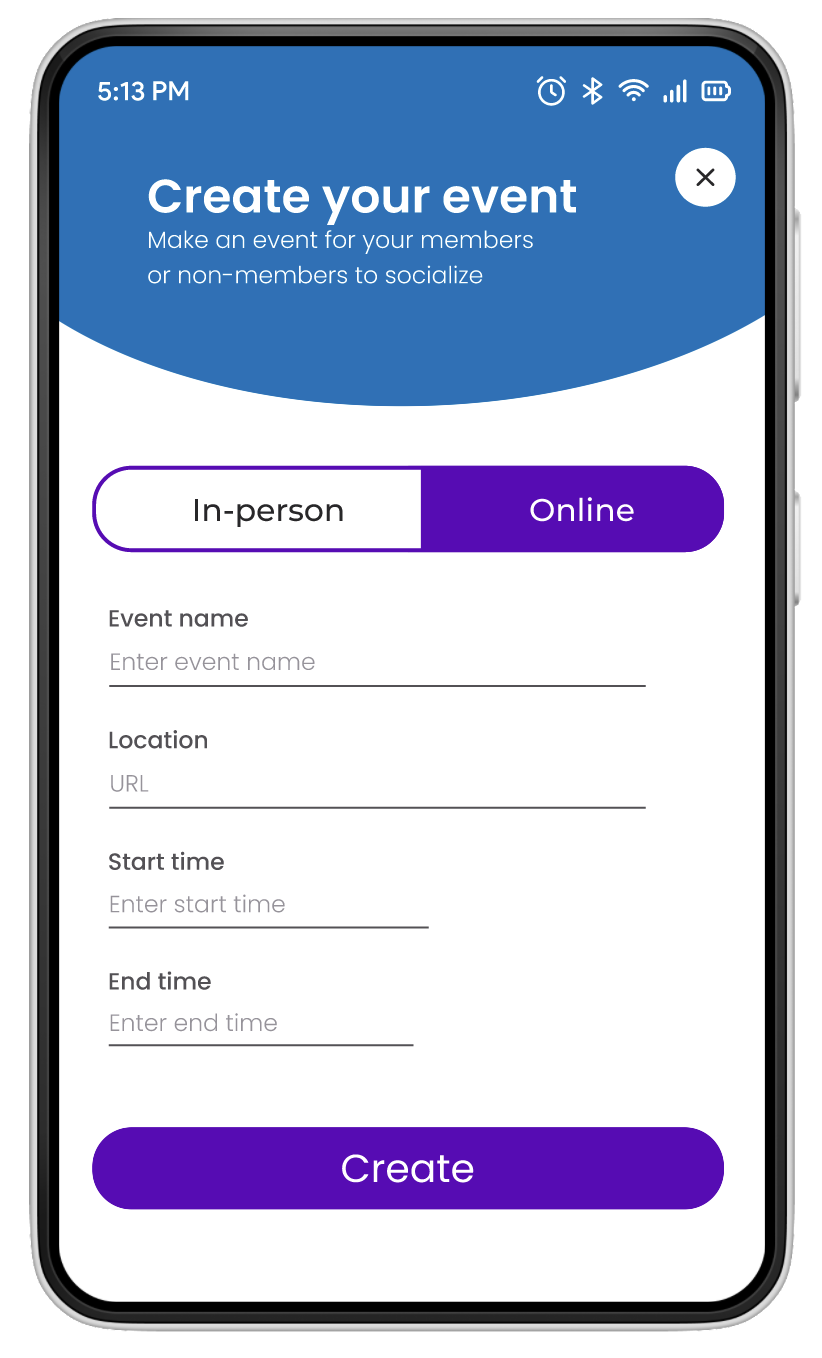 5:13 PM
Create your event
Make an event for your members
or non-members to socialize
In-person Online
Event name
Enter event name
Location
URL
Start time
Enter start time
End time
Enter end time
Create